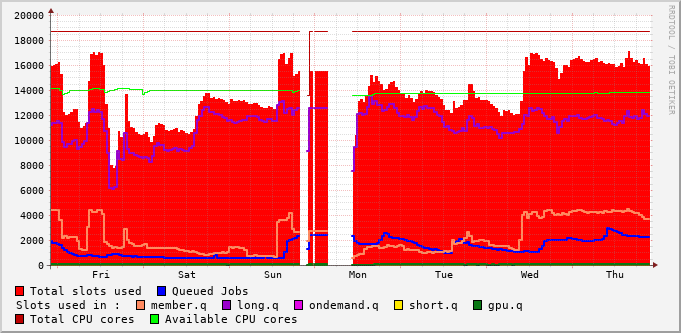 20000
18000
16000
14000
12000
10000
8000
6000
4000
2000
0
Fri Sat Sun Mon Tue Wed Thu
RRDTOOL / TOBI OETIKER
Total slots used Queued Jobs
Slots used in : member.q long.q ondemand.q short.q gpu.q
Total CPU cores Available CPU cores